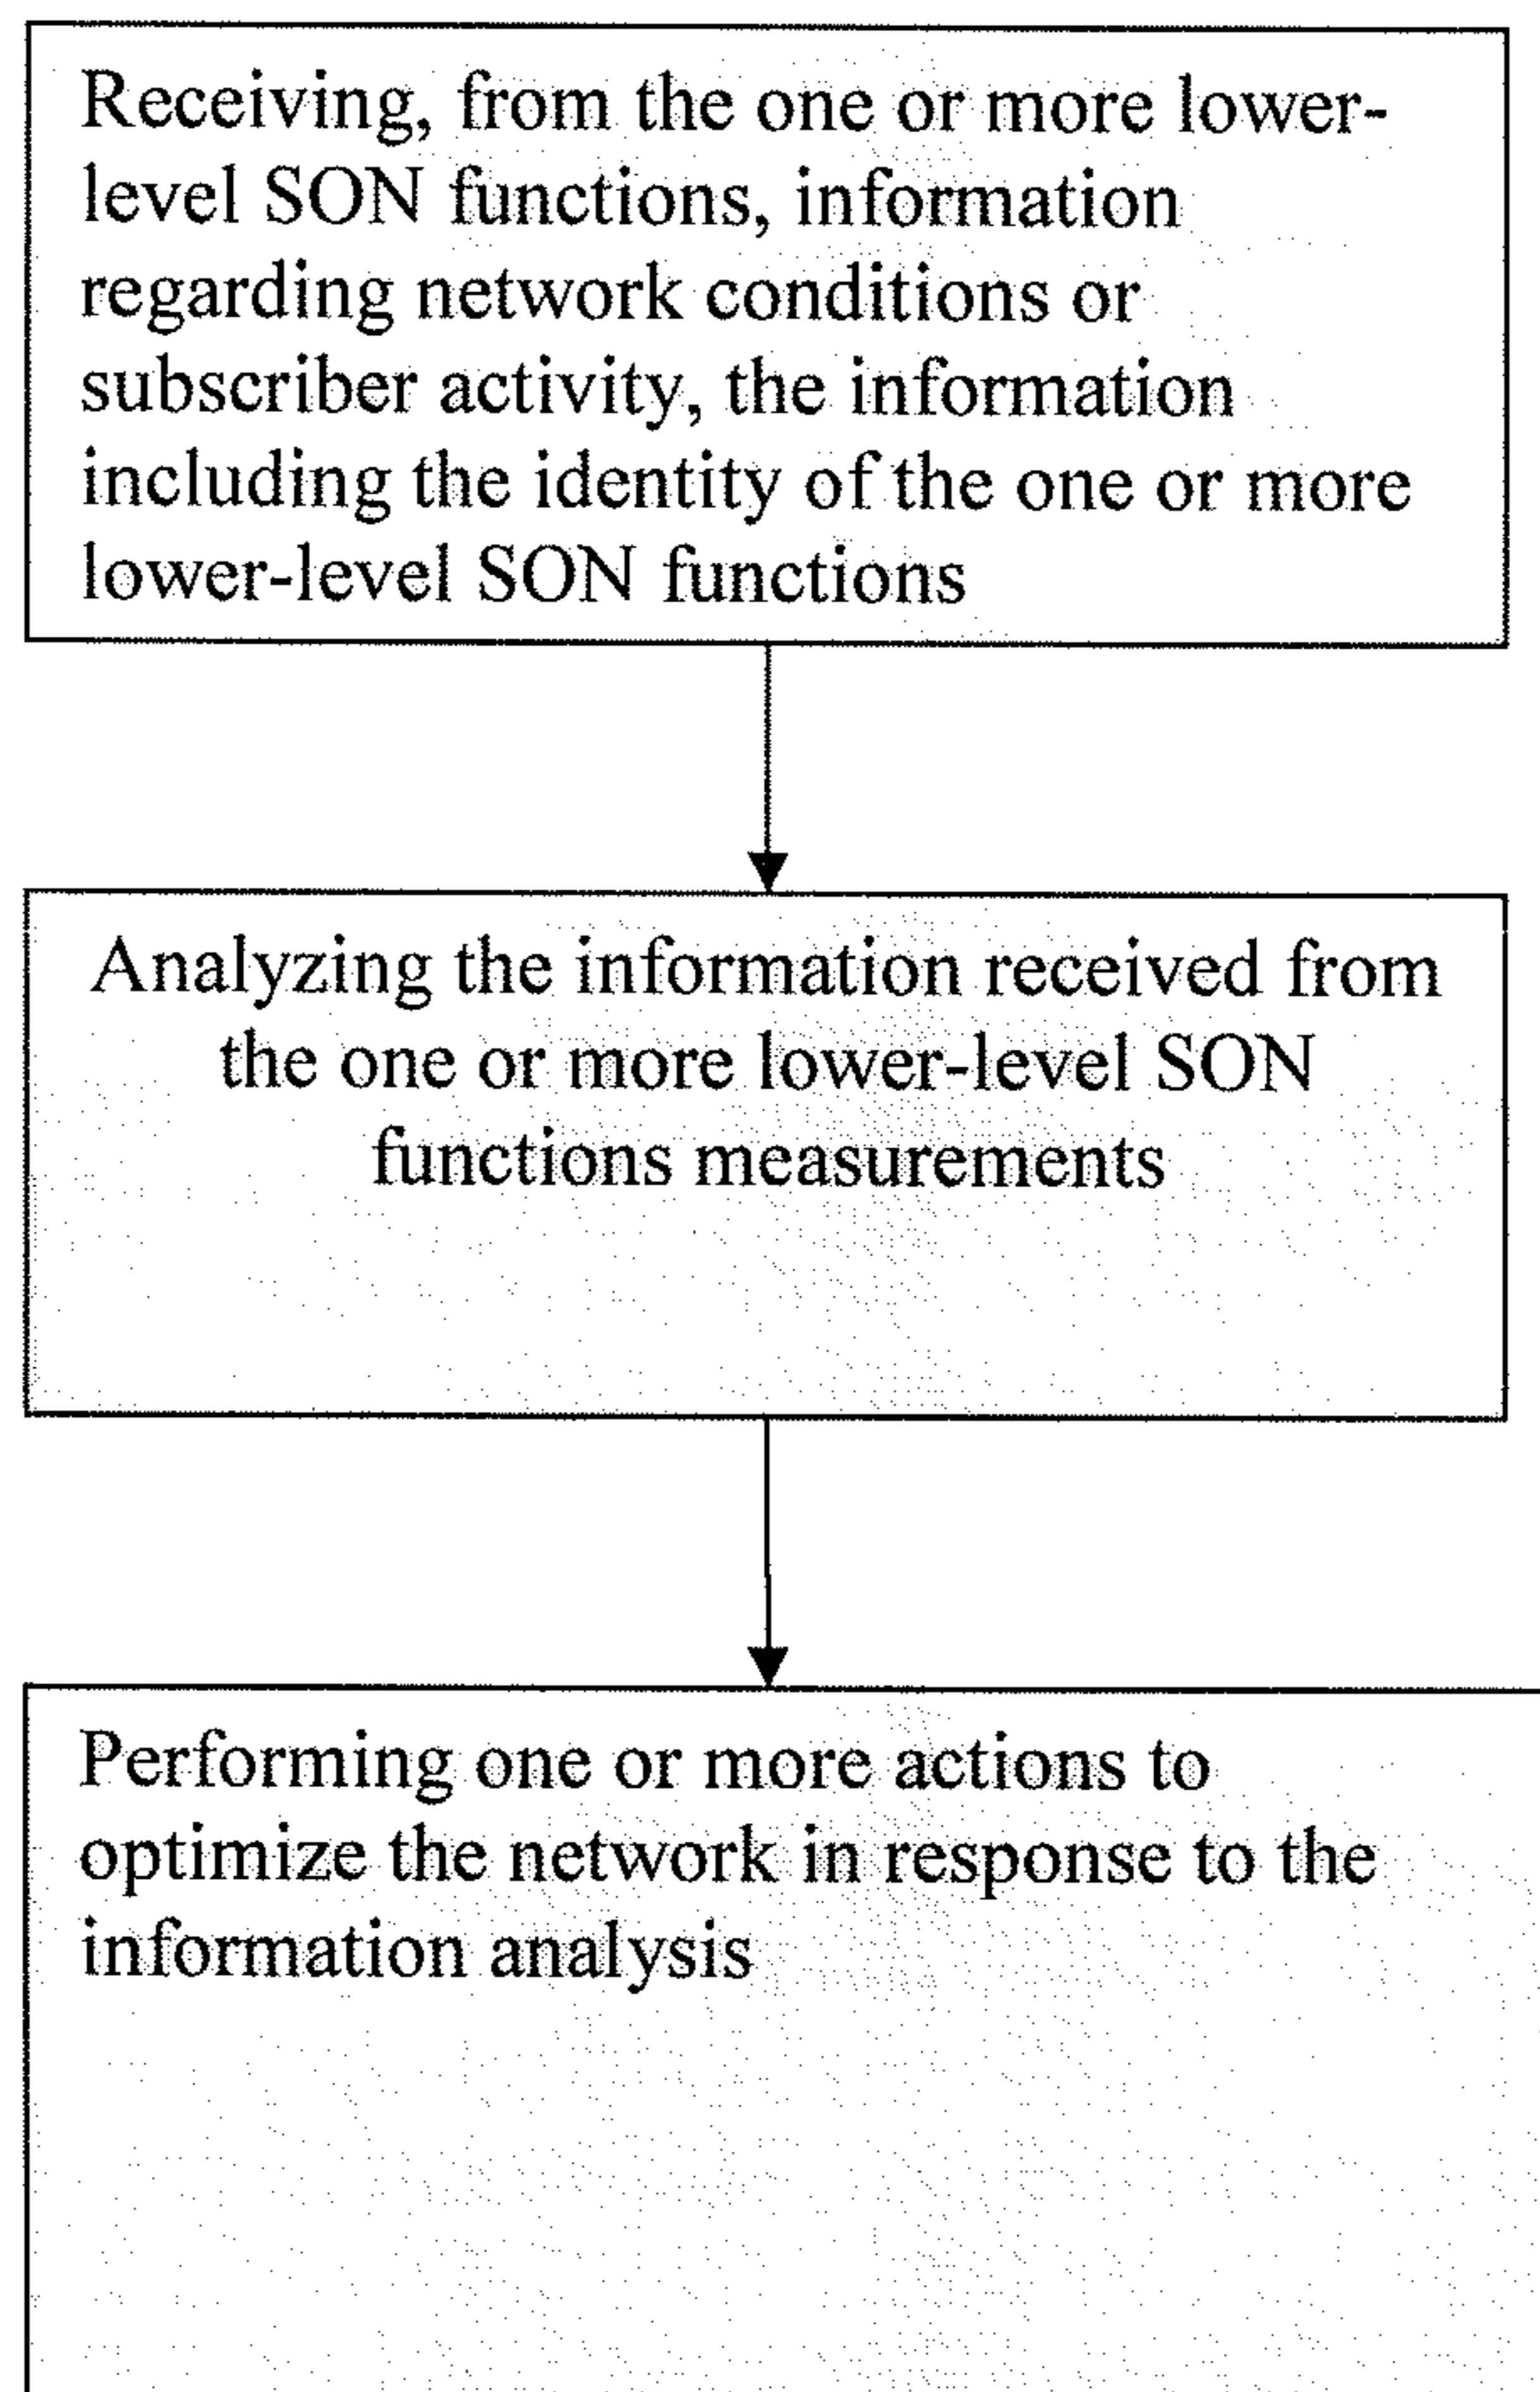 Receiving, from the one or more lower-
level SON functions, information
regarding network conditions or
subscriber activity, the information
including the identity of the one or more
lower-level SON functions
Analyzing the information received from
the one or more lower-level SON
functions measurements
Performing one or more actions to
optimize the network in response to the
information analysis